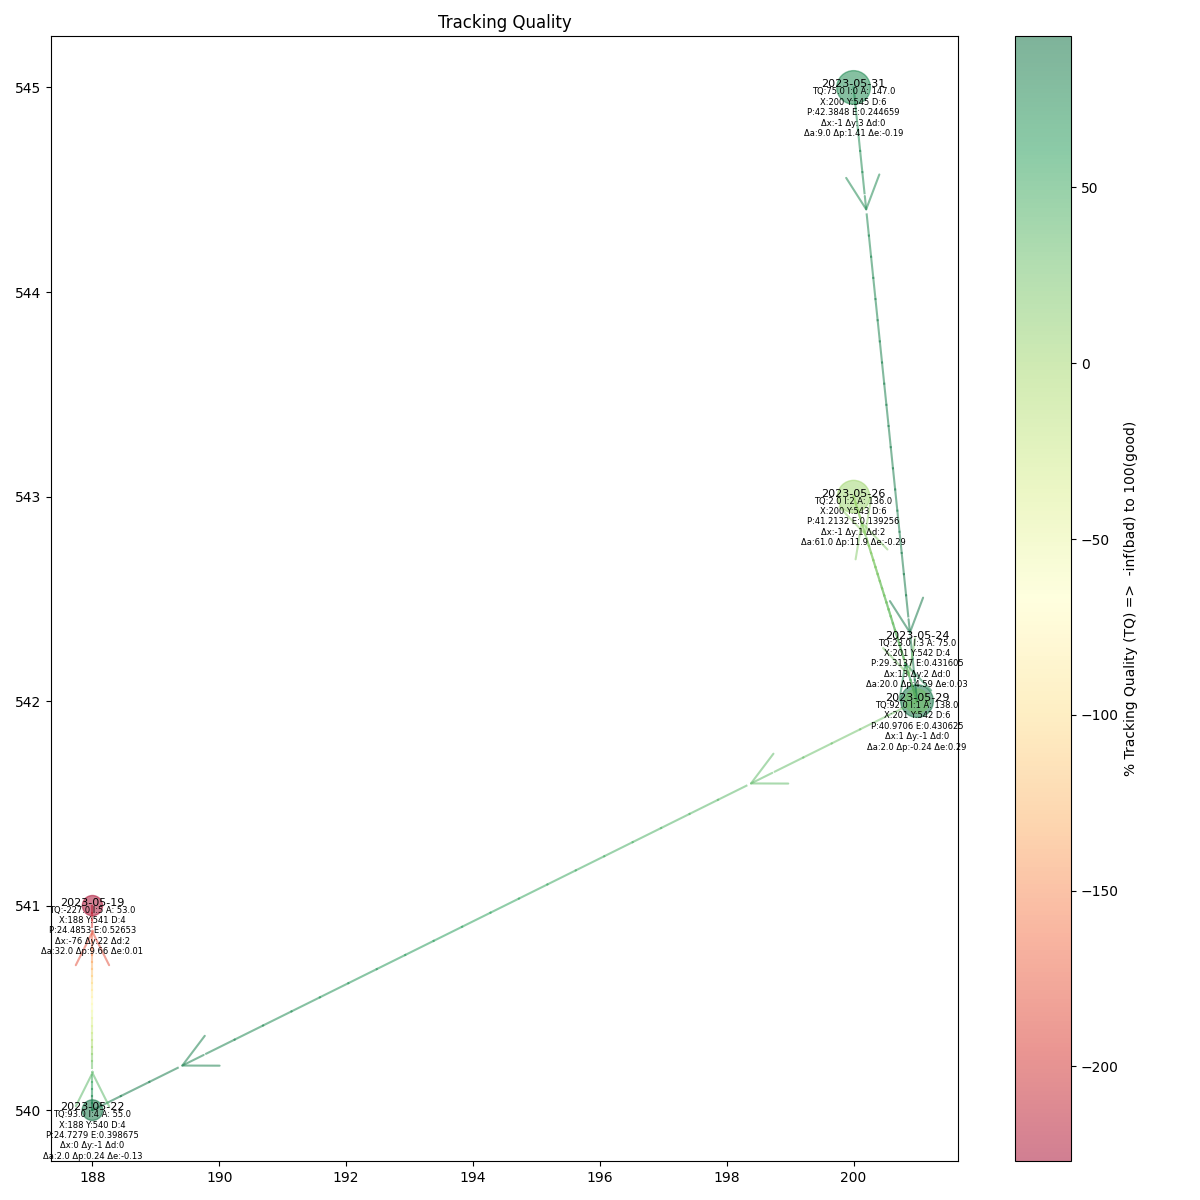 Tracking Quality
545
544
543
542
541
540
188
190
192
194
196
198
200
2023-05-31
TQ:75.0 I:0 A: 147.0
X:200 Y:545 D:6
P:42.3848 E:0.244659
Δx:-1 Δy:3 Δd:0
Δa:9.0 Δp:1.41 Δe:-0.19
2023-05-26
TQ:2.0 I:2 A: 136.0
X:200 Y:543 D:6
P:41.2132 E:0.139256
Δx:-1 Δy:1 Δd:2
Δa:61.0 Δp:11.9 Δe:-0.29
2023-05-24
TQ:23.0 I:3 A: 75.0
X:201 Y:542 D:4
P:29.3137 E:0.431605
Δx:13 Δy:2 Δd:0
Δa:20.0 Δp:4.59 Δe:0.03
2023-05-29
TQ:92.0 I:1 A: 138.0
X:201 Y:542 D:6
P:40.9706 E:0.430625
Δx:1 Δy:-1 Δd:0
Δa:2.0 Δp:-0.24 Δe:0.29
2023-05-19
TQ:-227.0 I:5 A: 53.0
X:188 Y:541 D:4
P:24.4853 E:0.52653
Δx:-76 Δy:22 Δd:2
Δa:32.0 Δp:9.66 Δe:0.01
2023-05-22
TQ:93.0 I:4 A: 55.0
X:188 Y:540 D:4
P:24.7279 E:0.398675
Δx:0 Δy:-1 Δd:0
Δa:2.0 Δp:0.24 Δe:-0.13
50
0
−50
−100
−150
−200
% Tracking Quality (TQ) => -inf(bad) to 100(good)